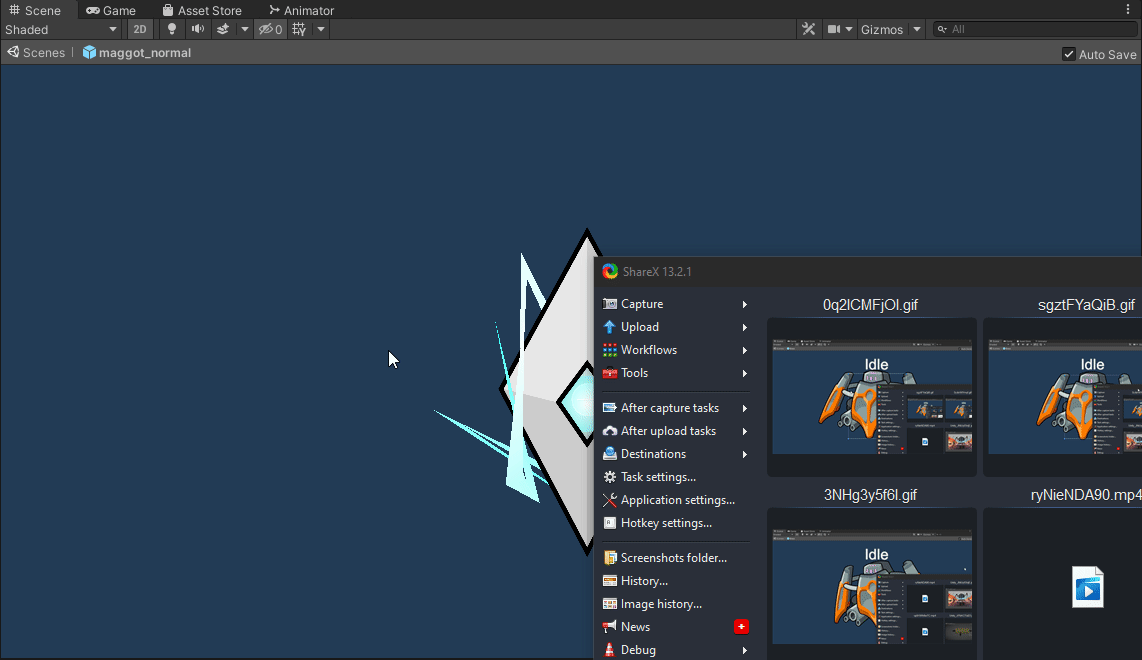 Scene Game Asset Store Animator
Shaded 2D 0 Gizmos All
Scenes maggot_normal Auto Save
ShareX 13.2.1
Capture
Upload
Workflows
Tools
After capture tasks
After upload tasks
Destinations
Task settings...
Application settings...
Hotkey settings...
Screenshots folder...
History...
Image history...
News
Debug
0q2lCMFjOl.gif sgztFYaQiB.gif
Idle Idle
3NHg3y5f6l.gif ryNieNDA90.mp4
Idle